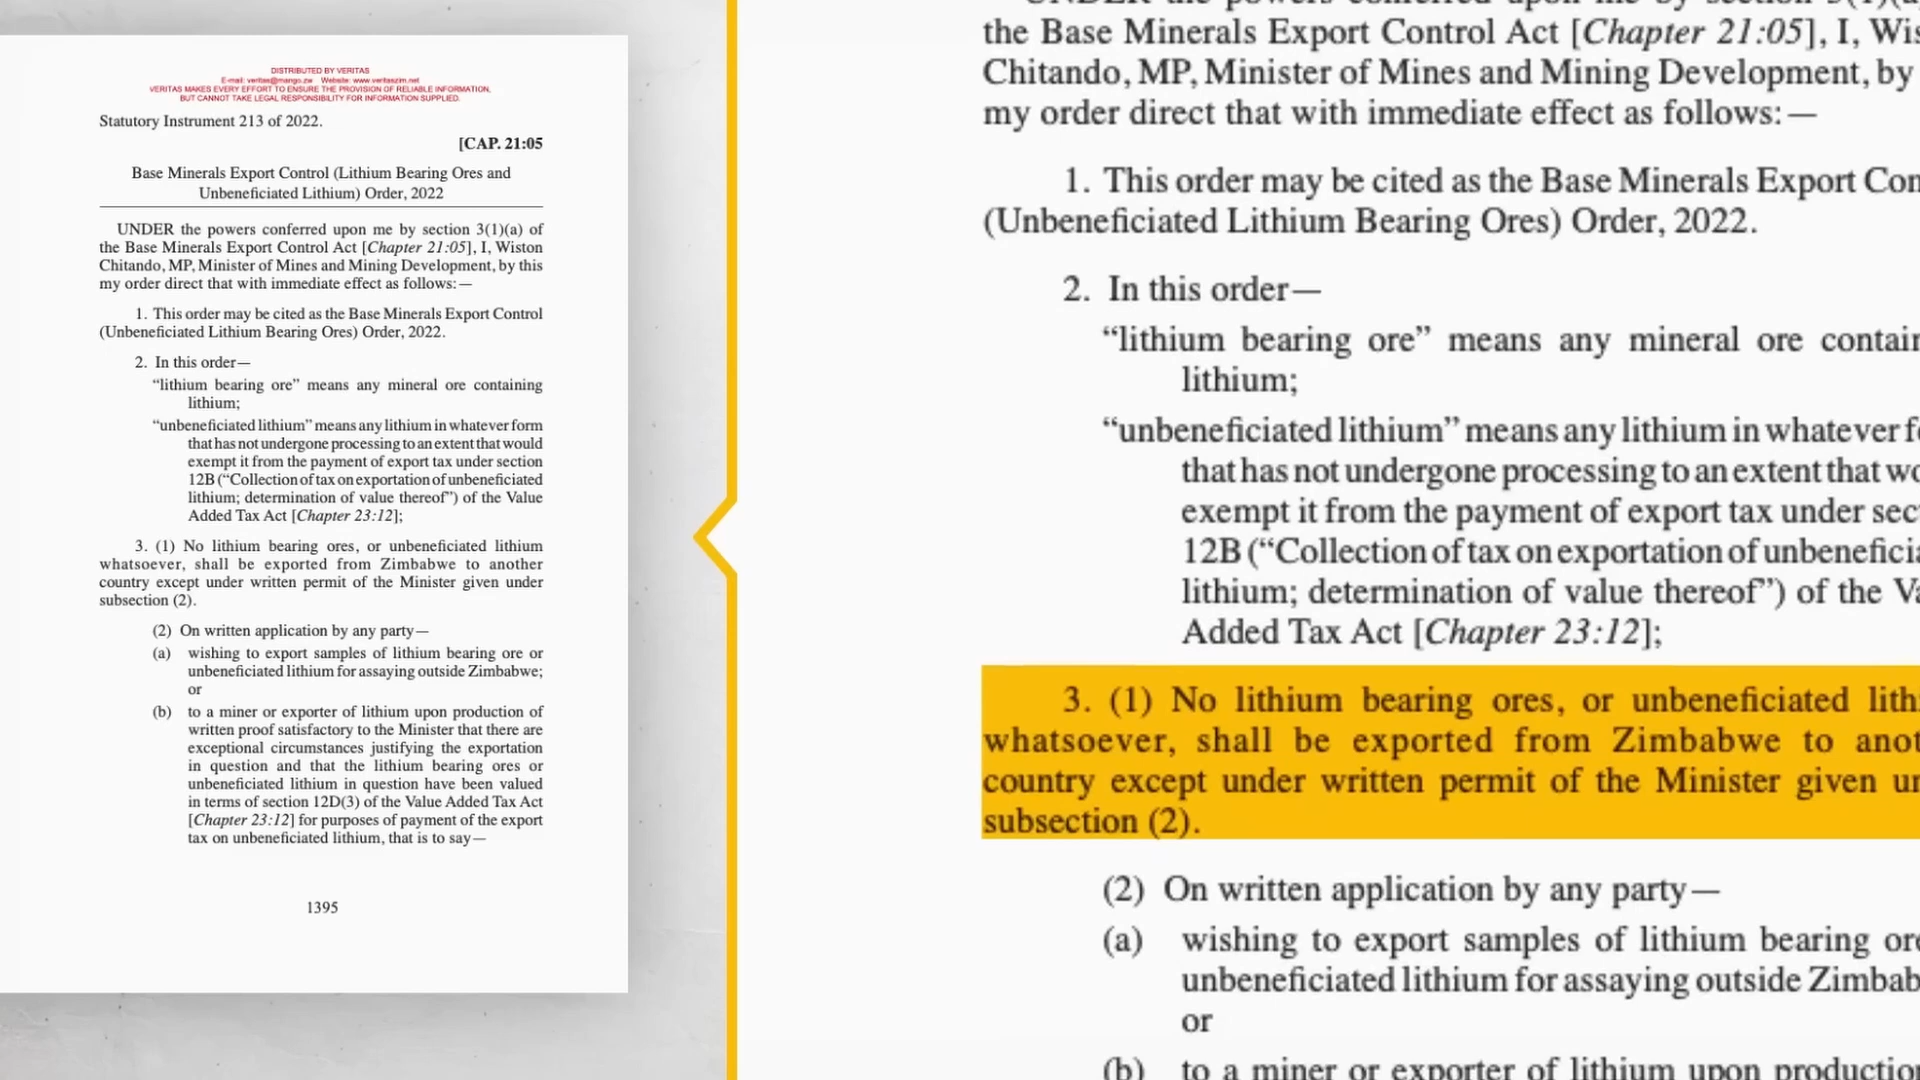 DISTRIBUTED BY VERITAS
E-mail: veritas@mango.zw Website: www.veritaszim.net
VERITAS MAKES EVERY EFFORT TO ENSURE THE PROVISION OF RELIABLE INFORMATION,
BUT CANNOT TAKE LEGAL RESPONSIBILITY FOR INFORMATION SUPPLIED.
Statutory Instrument 213 of 2022.
[CAP. 21:05
Base Minerals Export Control (Lithium Bearing Ores and
Unbeneficiated Lithium) Order, 2022
UNDER the powers conferred upon me by section 3(1)(a) of
the Base Minerals Export Control Act [Chapter 21:05], I, Wiston
Chitando, MP, Minister of Mines and Mining Development, by this
my order direct that with immediate effect as follows:—
1. This order may be cited as the Base Minerals Export Control
(Unbeneficiated Lithium Bearing Ores) Order, 2022.
2. In this order—
“lithium bearing ore” means any mineral ore containing
lithium;
“unbeneficiated lithium” means any lithium in whatever form
that has not undergone processing to an extent that would
exempt it from the payment of export tax under section
12B (“Collection of tax on exportation of unbeneficiated
lithium; determination of value thereof”) of the Value
Added Tax Act [Chapter 23:12];
3. (1) No lithium bearing ores, or unbeneficiated lithium
whatsoever, shall be exported from Zimbabwe to another
country except under written permit of the Minister given under
subsection (2).
(2) On written application by any party—
(a) wishing to export samples of lithium bearing ore or
unbeneficiated lithium for assaying outside Zimbabwe;
or
(b) to a miner or exporter of lithium upon production of
written proof satisfactory to the Minister that there are
exceptional circumstances justifying the exportation
in question and that the lithium bearing ores or
unbeneficiated lithium in question have been valued
in terms of section 12D(3) of the Value Added Tax Act
[Chapter 23:12] for purposes of payment of the export
tax on unbeneficiated lithium, that is to say—
1395
the Base Minerals Export Control Act [Chapter 21:05], I, Wis
Chitando, MP, Minister of Mines and Mining Development, by
my order direct that with immediate effect as follows:—
1. This order may be cited as the Base Minerals Export Con
(Unbeneficiated Lithium Bearing Ores) Order, 2022.
2. In this order—
“lithium bearing ore” means any mineral ore contain
lithium;
“unbeneficiated lithium” means any lithium in whatever f
that has not undergone processing to an extent that wo
exempt it from the payment of export tax under sec
12B (“Collection of tax on exportation of unbeneficia
lithium; determination of value thereof”) of the Va
Added Tax Act [Chapter 23:12];
3. (1) No lithium bearing ores, or unbeneficiated lith
whatsoever, shall be exported from Zimbabwe to anot
country except under written permit of the Minister given un
subsection (2).
(2) On written application by any party—
(a) wishing to export samples of lithium bearing or
unbeneficiated lithium for assaying outside Zimbab
or
(b) to a miner or exporter of lithium upon production